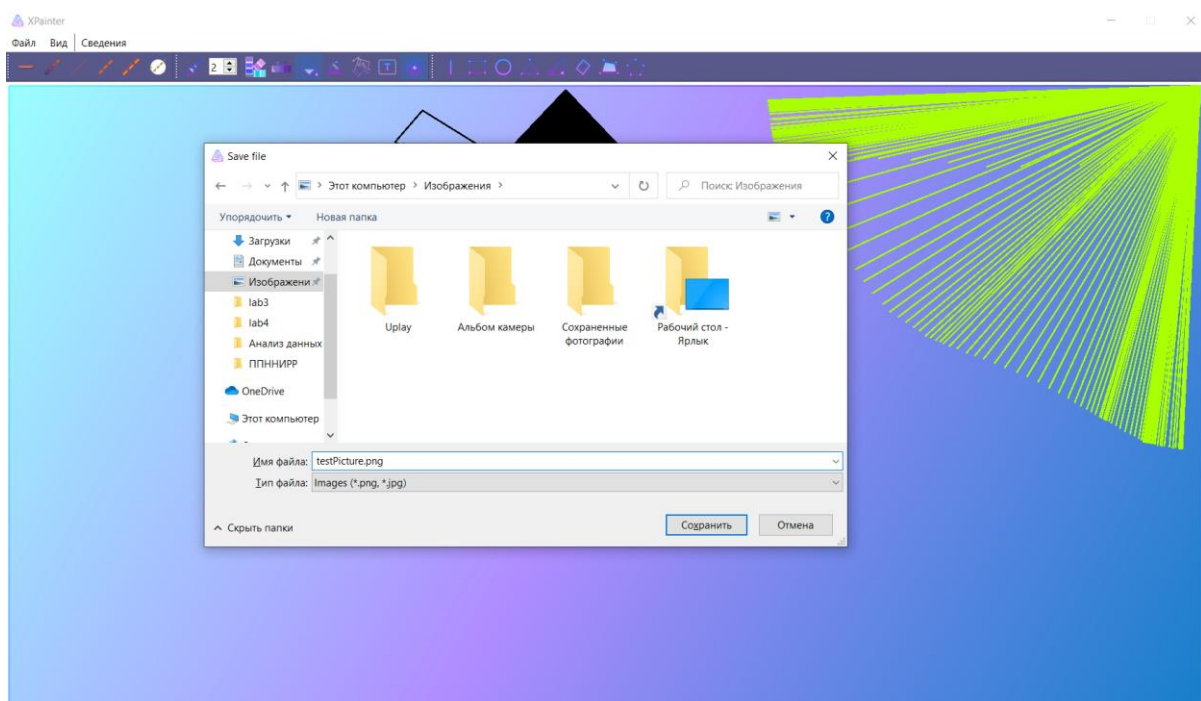 XPainter
Файл Вид Сведения
2
T
Save file
Этот компьютер > Изображения >
Поиск: Изображения
Упорядочить
Новая папка
Загрузки
Документы
Изображени
lab3
lab4
Анализ данных
ППННИРР
OneDrive
Этот компьютер
Uplay
Альбом камеры
Сохраненные
фотографии
Рабочий стол -
Ярлык
Имя файла: testPicture.png
Тип файла: Images (*.png, *.jpg)
Скрыть папки
Сохранить
Отмена